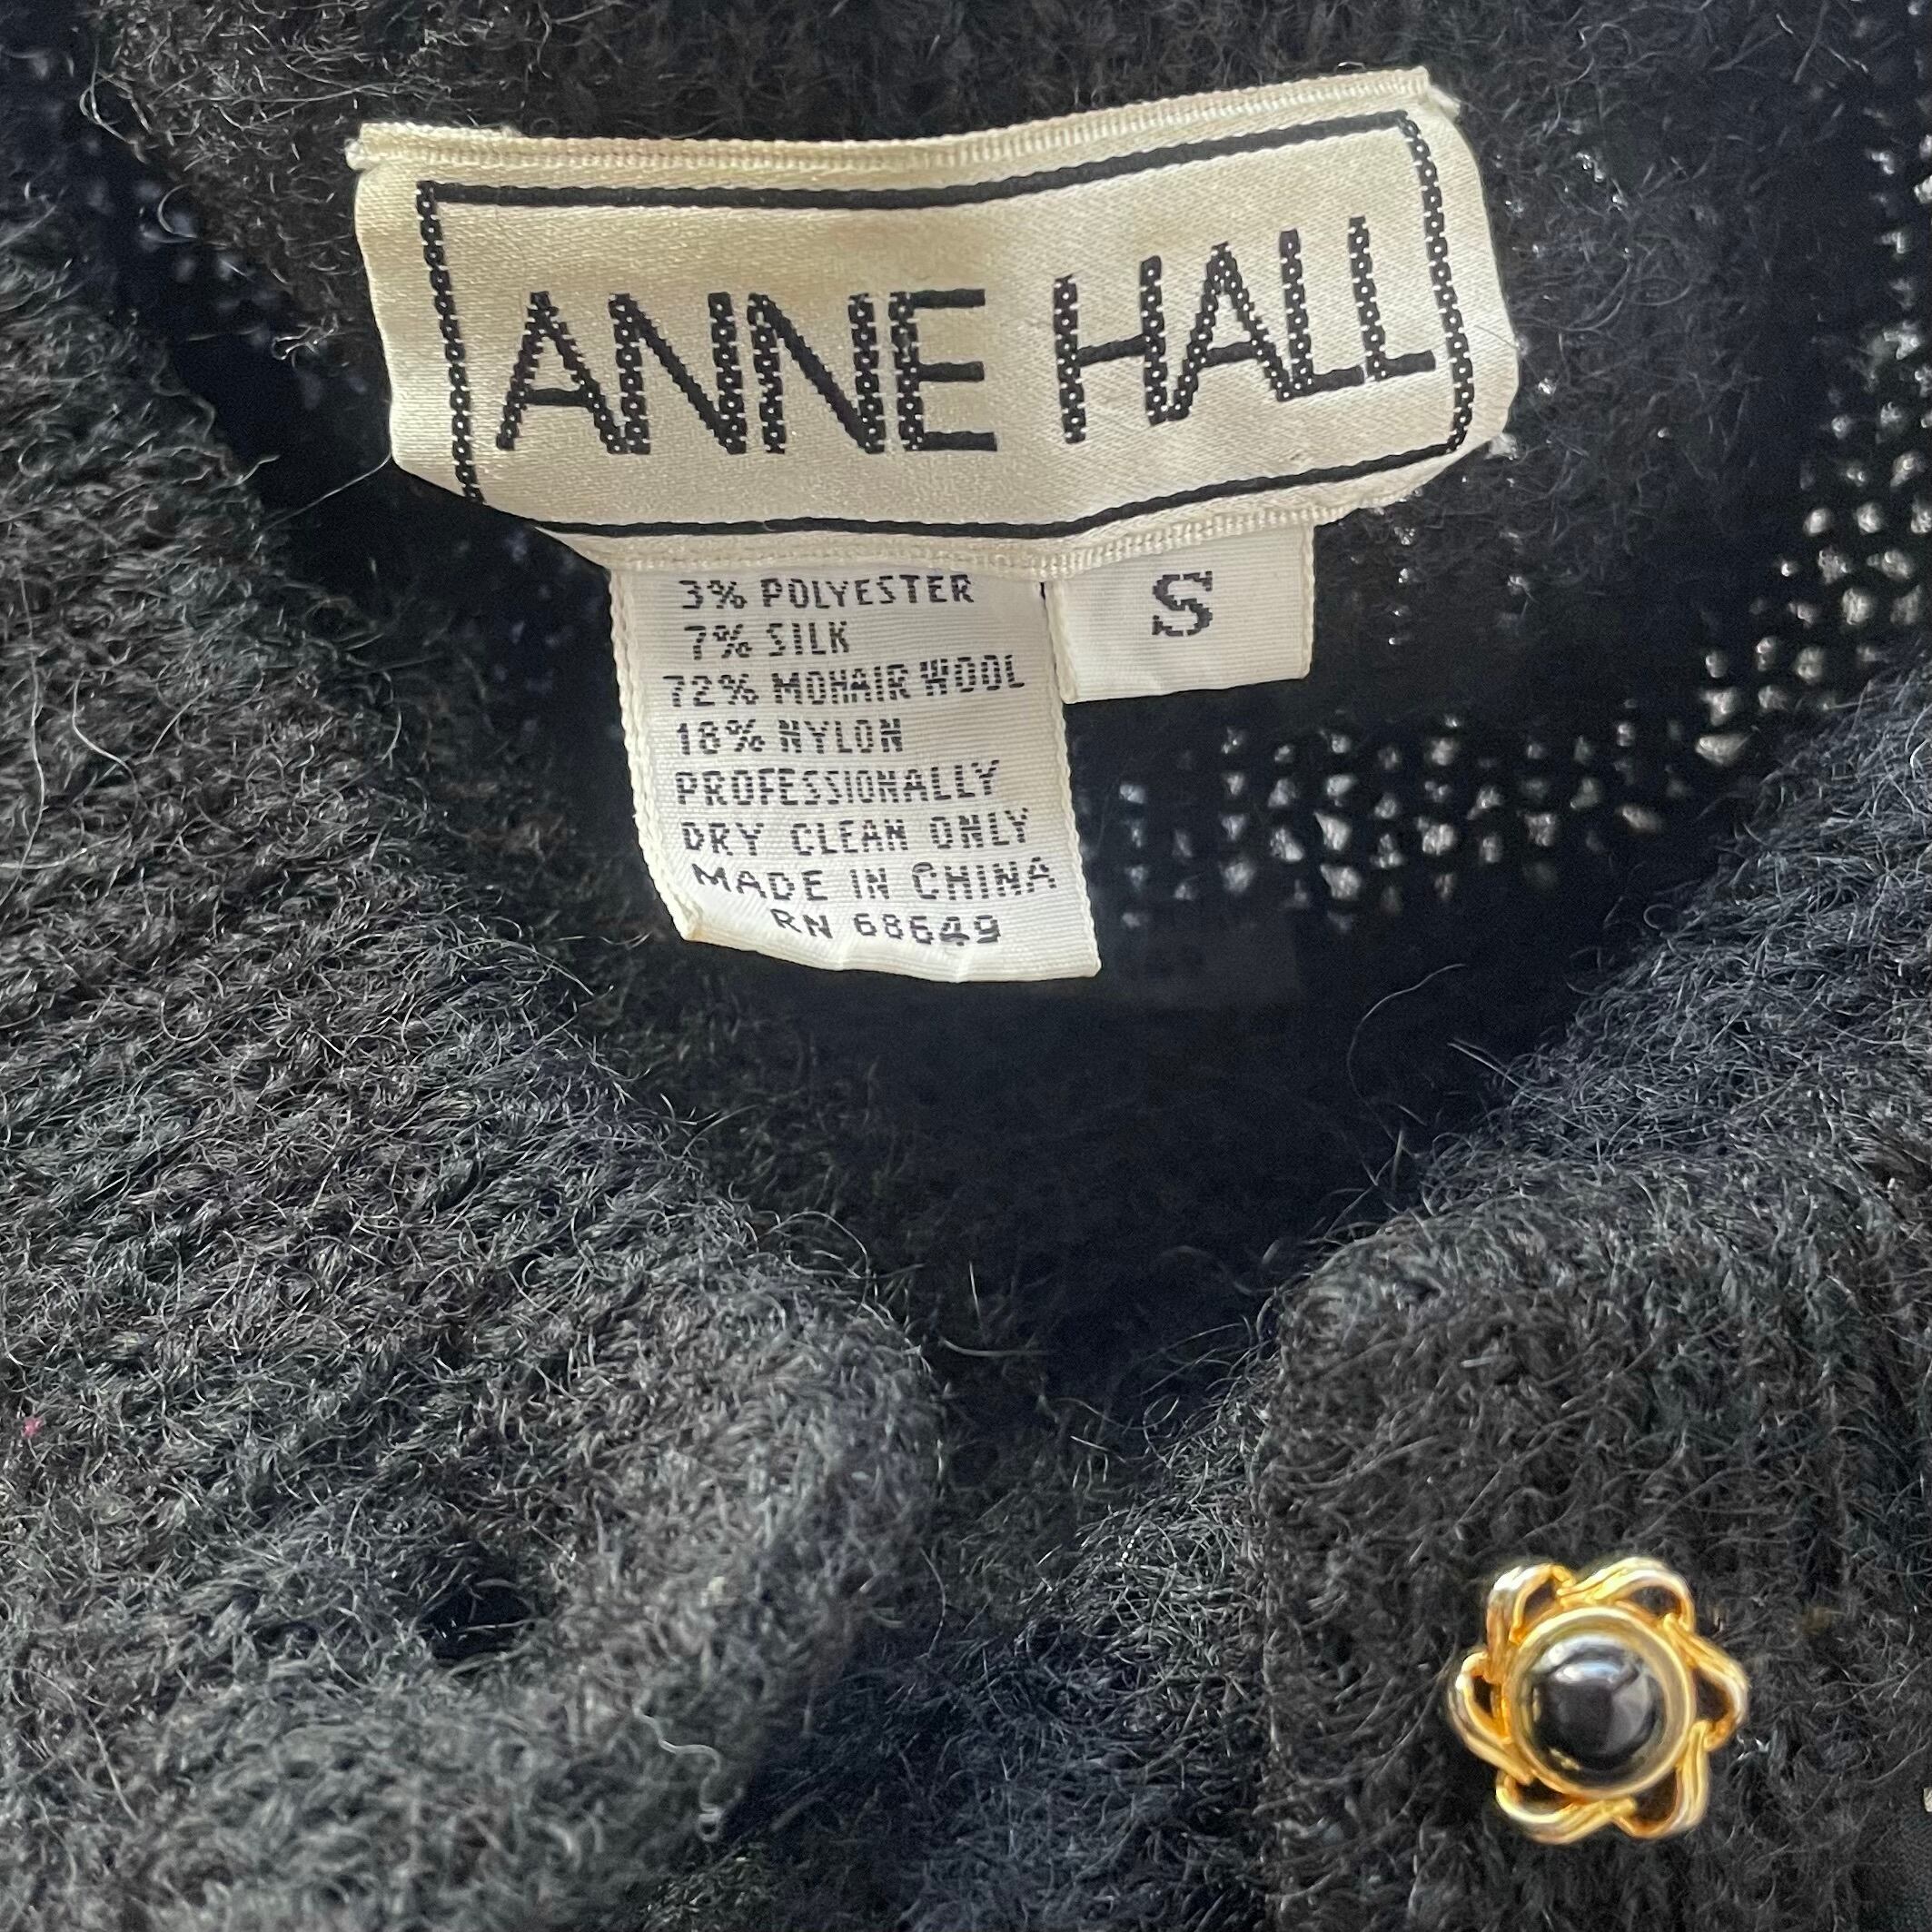 ANNE HALL
S
3% POLYESTER
7% SILK
72% MOHAIR WOOL
18% NYLON
PROFESSIONALLY
DRY CLEAN ONLY
MADE IN CHINA
RN 68649